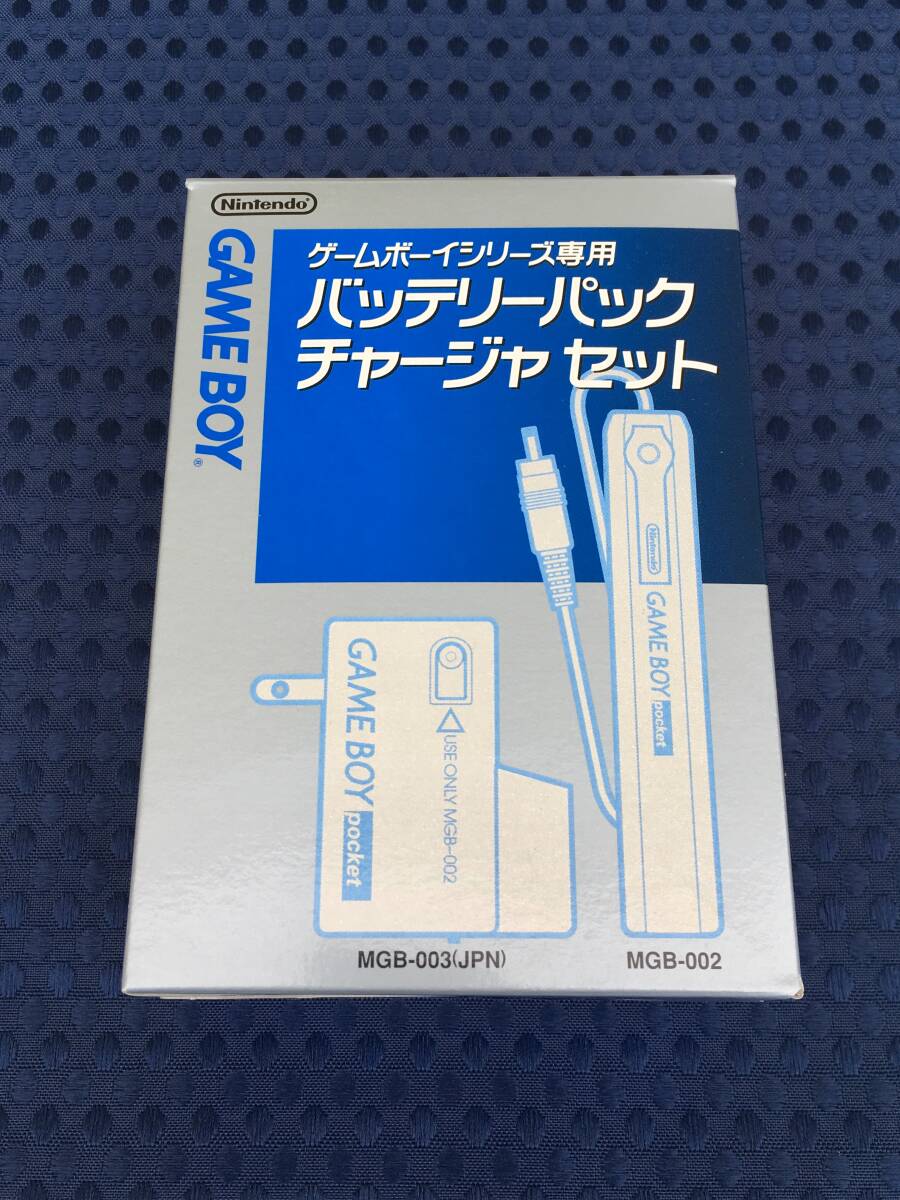 Nintendo®
GAME BOY®
ゲームボーイシリーズ専用
バッテリーパック
チャージャ セット
Nintendo
GAME BOY pocket
GAME BOY pocket
USE ONLY MGB-002
MGB-003(JPN)
MGB-002